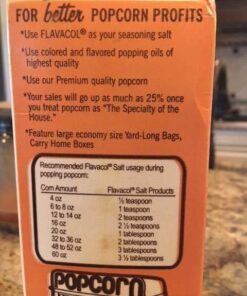 FOR better POPCORN PROFITS
*Use FLAVACOL® as your seasoning salt
*Use colored and flavored popping oils of
highest quality
*Use our Premium quality popcorn
*Your sales will go up as much as 25% once
you treat popcorn as "The Specialty of the
House."
*Feature large economy size Yard-Long Bags,
Carry Home Boxes
Recommended Flavacol® Salt usage during
popping popcorn:
Corn Amount Flavacol® Salt Products
4 oz ½ teaspoon
6 to 8 oz 1 teaspoon
12 to 14 oz 2 teaspoons
16 oz 2 ½ teaspoons
20 oz 1 tablespoon
32 to 36 oz 2 tablespoons
48 to 52 oz 3 tablespoons
60 oz 3 ½ tablespoons
popcorn